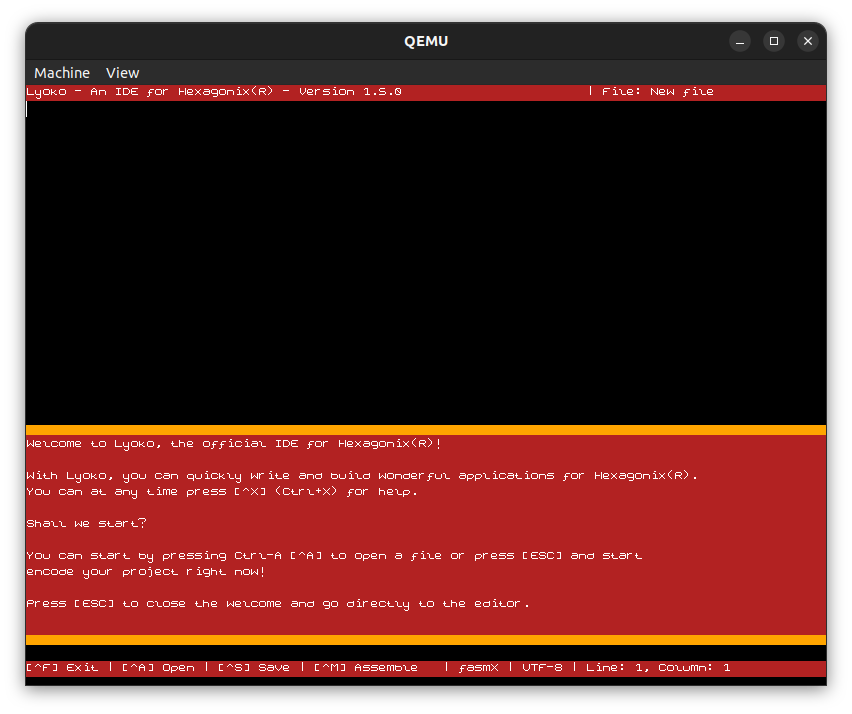 QEMU
Machine View
Lyoko - An IDE for Hexagonix(R) - Version 1.5.0 | File: New file
Welcome to Lyoko, the official IDE for Hexagonix(R)!
With Lyoko, you can quickly write and build wonderful applications for Hexagonix(R).
You can at any time press [^X] (Ctrl+X) for help.
Shall we start?
You can start by pressing Ctrl-A [^A] to open a file or press [ESC] and start
encode your project right now!
Press [ESC] to close the Welcome and go directly to the editor.
[^F] Exit | [^A] Open | [^S] Save | [^M] Assemble | fasmX | UTF-8 | Line: 1, Column: 1